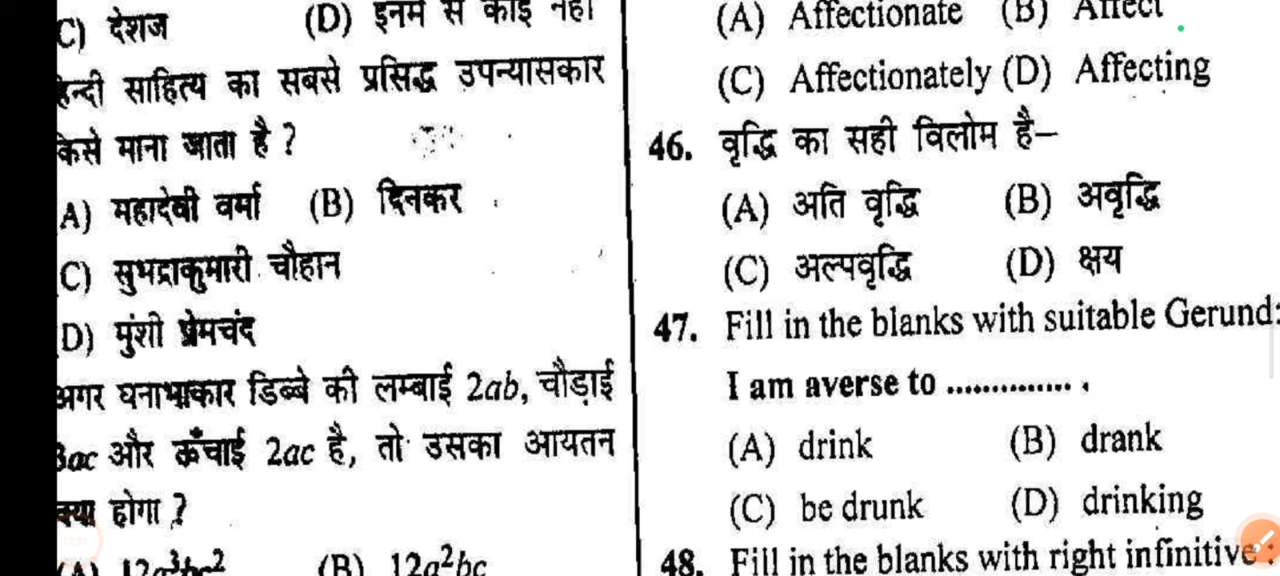 C) देशज (D) इनमें से कोई नहीं
हिन्दी साहित्य का सबसे प्रसिद्ध उपन्यासकार
किसे माना जाता है ?
A) महादेवी वर्मा (B) दिनकर
C) सुभद्राकुमारी चौहान
D) मुंशी प्रेमचंद
अगर घनाभाकार डिब्बे की लम्बाई 2ab, चौड़ाई
3ac और ऊँचाई 2ac है, तो उसका आयतन
क्या होगा ?
(A) 12a³bc² (B) 12a²bc
(A) Affectionate (B) Affect
(C) Affectionately (D) Affecting
46. वृद्धि का सही विलोम है–
(A) अति वृद्धि (B) अवृद्धि
(C) अल्पवृद्धि (D) क्षय
47. Fill in the blanks with suitable Gerund:
I am averse to .............. .
(A) drink (B) drank
(C) be drunk (D) drinking
48. Fill in the blanks with right infinitive :